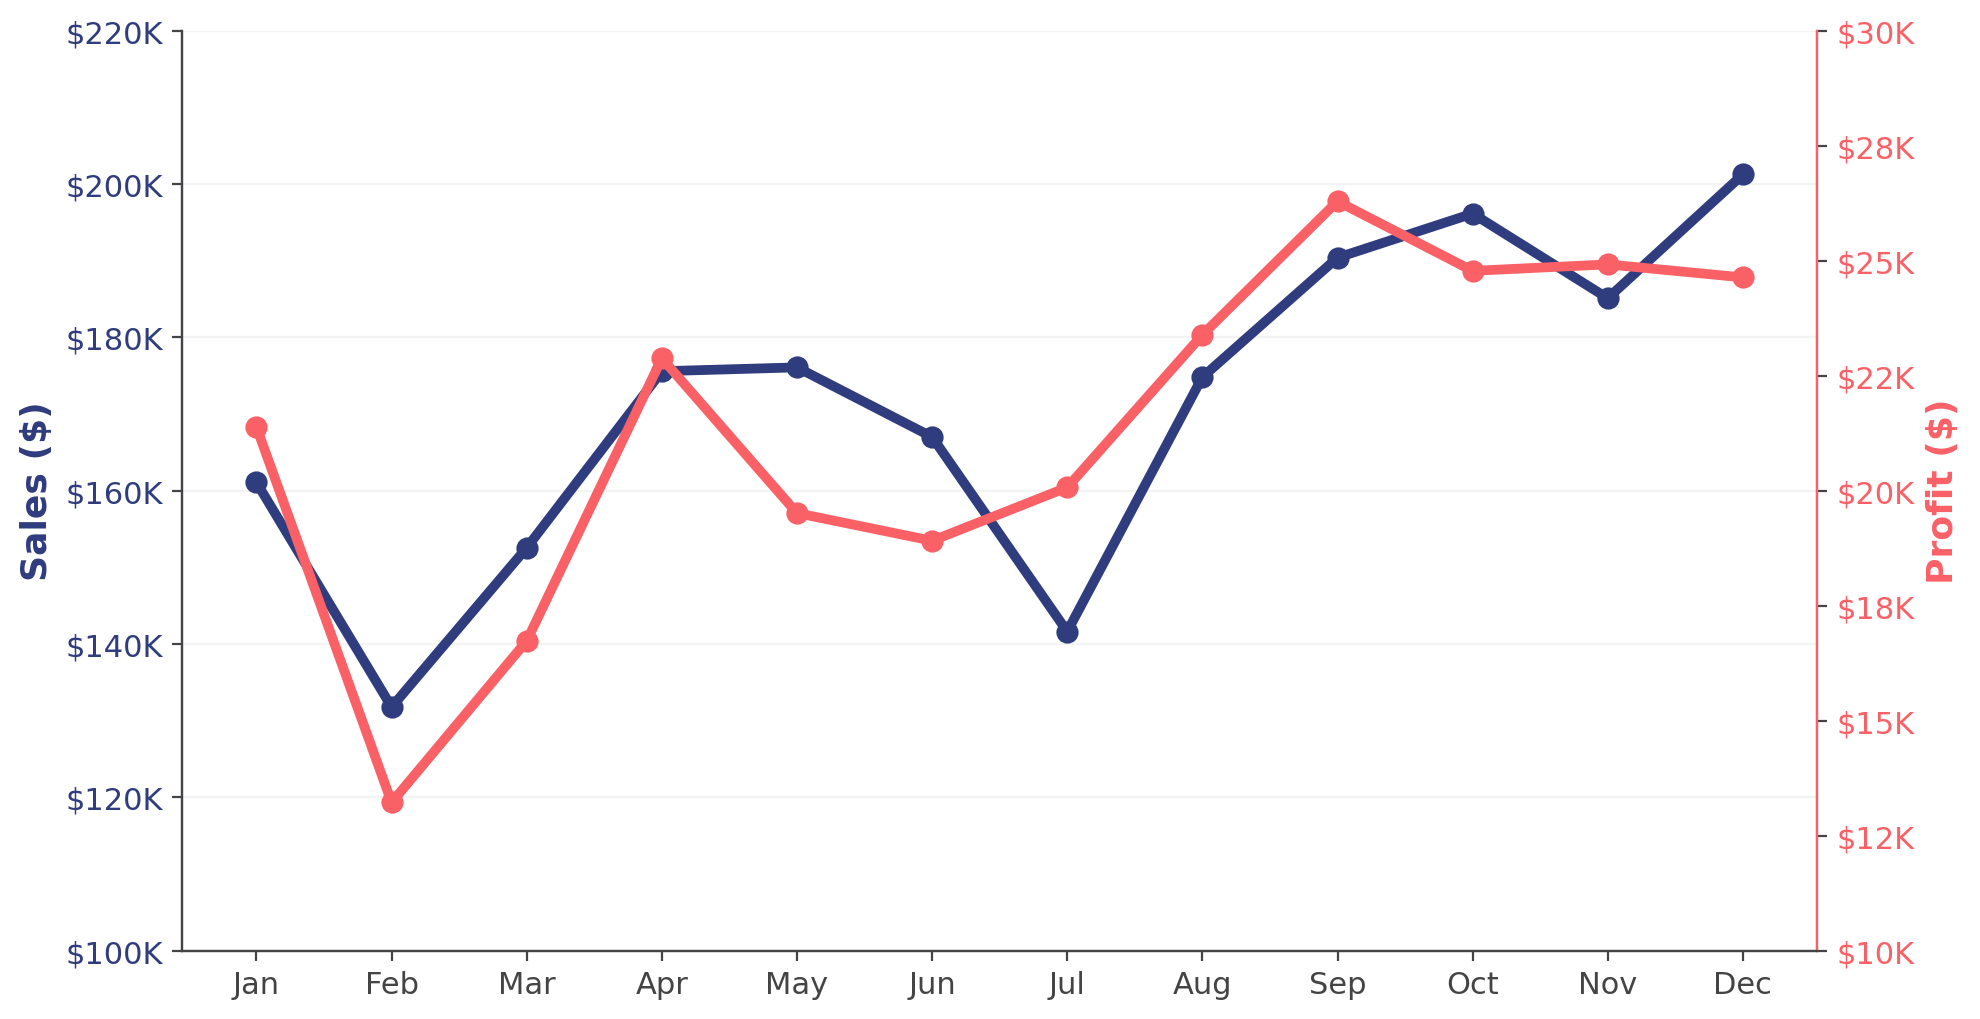 $220K
$200K
$180K
$160K
$140K
$120K
$100K
Sales ($)
$30K
$28K
$25K
$22K
$20K
$18K
$15K
$12K
$10K
Profit ($)
Jan Feb Mar Apr May Jun Jul Aug Sep Oct Nov Dec